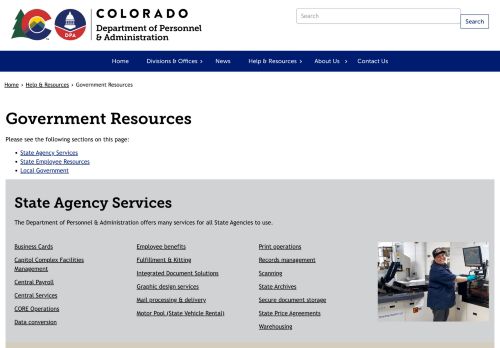 COLORADO
Department of Personnel
& Administration
DPA
Search
Search
Home
Divisions & Offices ›
News
Help & Resources ›
About Us ›
Contact Us
Home › Help & Resources › Government Resources
Government Resources
Please see the following sections on this page:
• State Agency Services
• State Employee Resources
• Local Government
State Agency Services
The Department of Personnel & Administration offers many services for all State Agencies to use.
Business Cards
Capitol Complex Facilities
Management
Central Payroll
Central Services
CORE Operations
Data conversion
Employee benefits
Fulfillment & Kitting
Integrated Document Solutions
Graphic design services
Mail processing & delivery
Motor Pool (State Vehicle Rental)
Print operations
Records management
Scanning
State Archives
Secure document storage
State Price Agreements
Warehousing